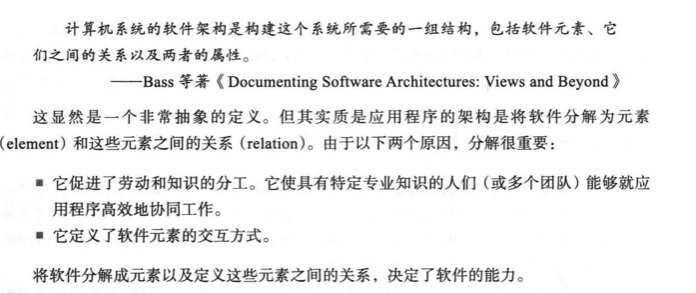 计算机系统的软件架构是构建这个系统所需要的一组结构，包括软件元素、它
们之间的关系以及两者的属性。
——Bass 等著《 Documenting Software Architectures: Views and Beyond 》
这显然是一个非常抽象的定义。但其实质是应用程序的架构是将软件分解为元素
（element）和这些元素之间的关系（relation）。由于以下两个原因，分解很重要：
■ 它促进了劳动和知识的分工。它使具有特定专业知识的人们（或多个团队）能够就应
用程序高效地协同工作。
■ 它定义了软件元素的交互方式。
将软件分解成元素以及定义这些元素之间的关系，决定了软件的能力。